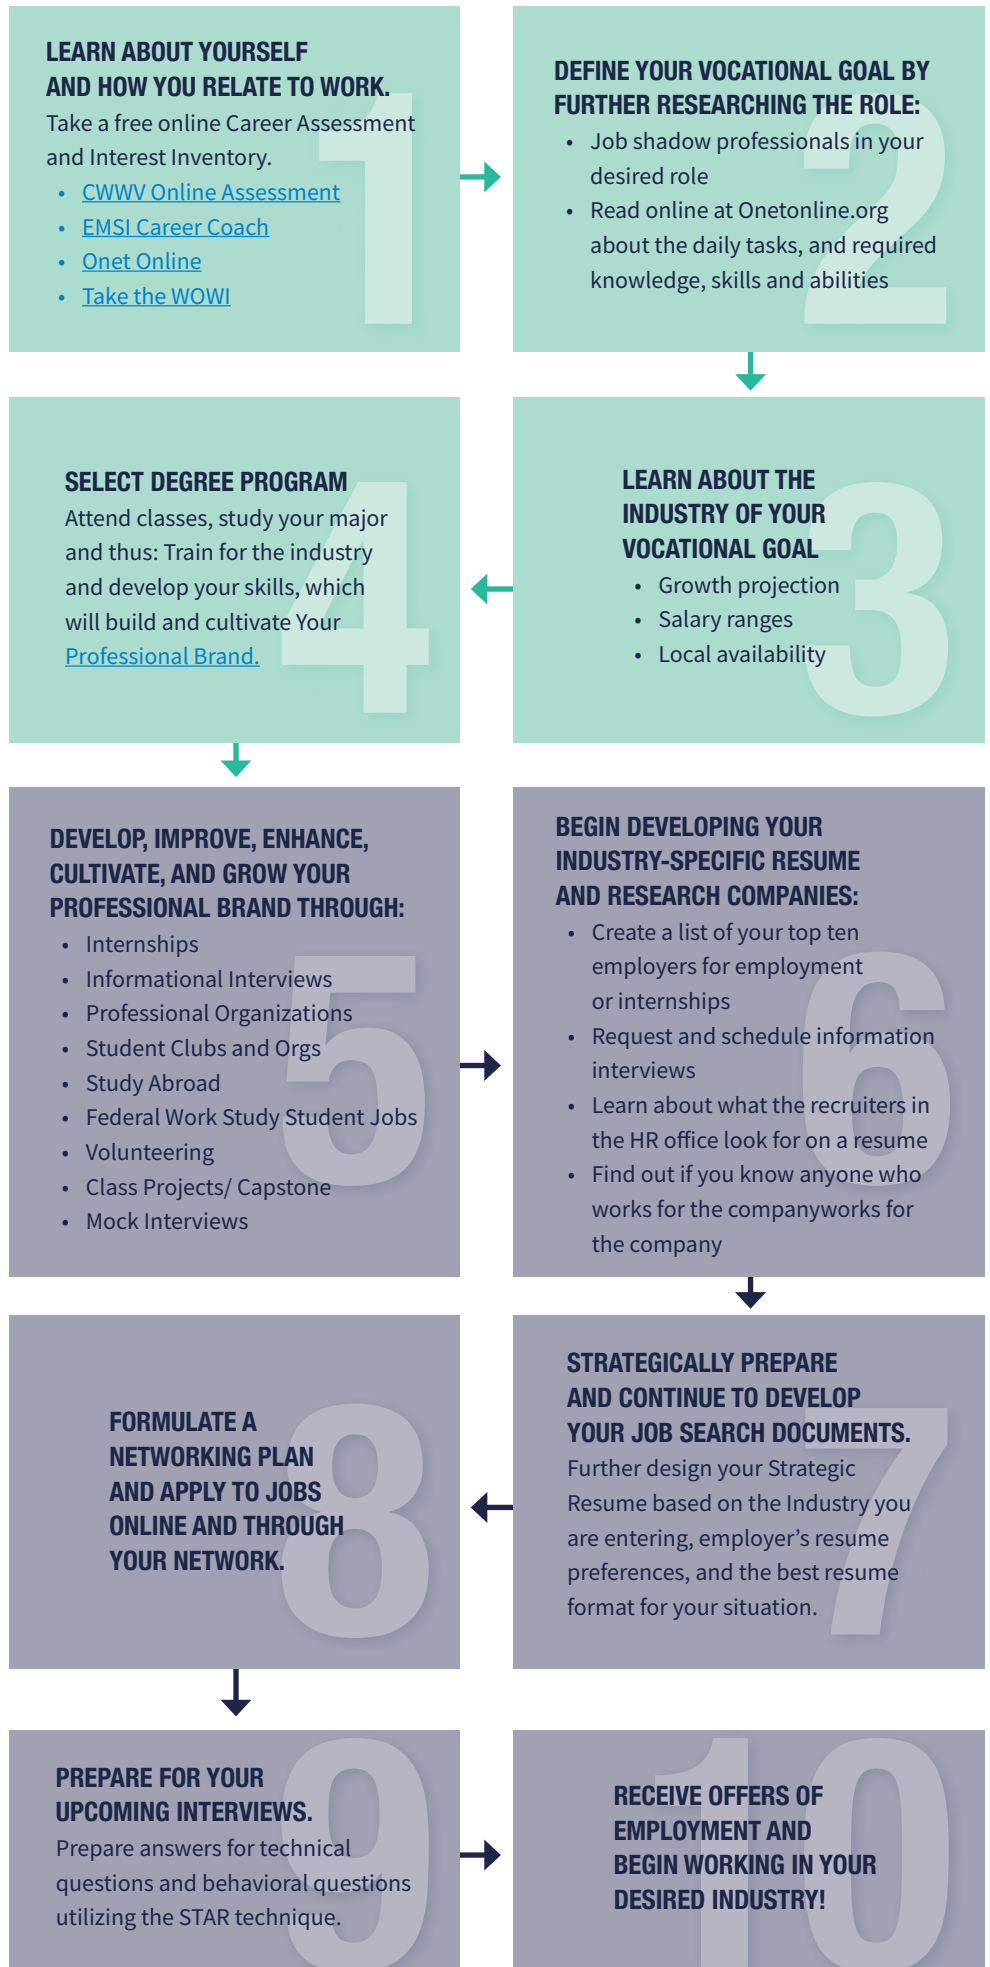 1
LEARN ABOUT YOURSELF
AND HOW YOU RELATE TO WORK.
Take a free online Career Assessment
and Interest Inventory.
• CWWV Online Assessment
• EMSI Career Coach
• Onet Online
• Take the WOWI
2
DEFINE YOUR VOCATIONAL GOAL BY
FURTHER RESEARCHING THE ROLE:
• Job shadow professionals in your
desired role
• Read online at Onetonline.org
about the daily tasks, and required
knowledge, skills and abilities
3
LEARN ABOUT THE
INDUSTRY OF YOUR
VOCATIONAL GOAL
• Growth projection
• Salary ranges
• Local availability
4
SELECT DEGREE PROGRAM
Attend classes, study your major
and thus: Train for the industry
and develop your skills, which
will build and cultivate Your
Professional Brand.
5
DEVELOP, IMPROVE, ENHANCE,
CULTIVATE, AND GROW YOUR
PROFESSIONAL BRAND THROUGH:
• Internships
• Informational Interviews
• Professional Organizations
• Student Clubs and Orgs
• Study Abroad
• Federal Work Study Student Jobs
• Volunteering
• Class Projects/ Capstone
• Mock Interviews
6
BEGIN DEVELOPING YOUR
INDUSTRY-SPECIFIC RESUME
AND RESEARCH COMPANIES:
• Create a list of your top ten
employers for employment
or internships
• Request and schedule information
interviews
• Learn about what the recruiters in
the HR office look for on a resume
• Find out if you know anyone who
works for the companyworks for
the company
7
STRATEGICALLY PREPARE
AND CONTINUE TO DEVELOP
YOUR JOB SEARCH DOCUMENTS.
Further design your Strategic
Resume based on the Industry you
are entering, employer’s resume
preferences, and the best resume
format for your situation.
8
FORMULATE A
NETWORKING PLAN
AND APPLY TO JOBS
ONLINE AND THROUGH
YOUR NETWORK.
9
PREPARE FOR YOUR
UPCOMING INTERVIEWS.
Prepare answers for technical
questions and behavioral questions
utilizing the STAR technique.
10
RECEIVE OFFERS OF
EMPLOYMENT AND
BEGIN WORKING IN YOUR
DESIRED INDUSTRY!